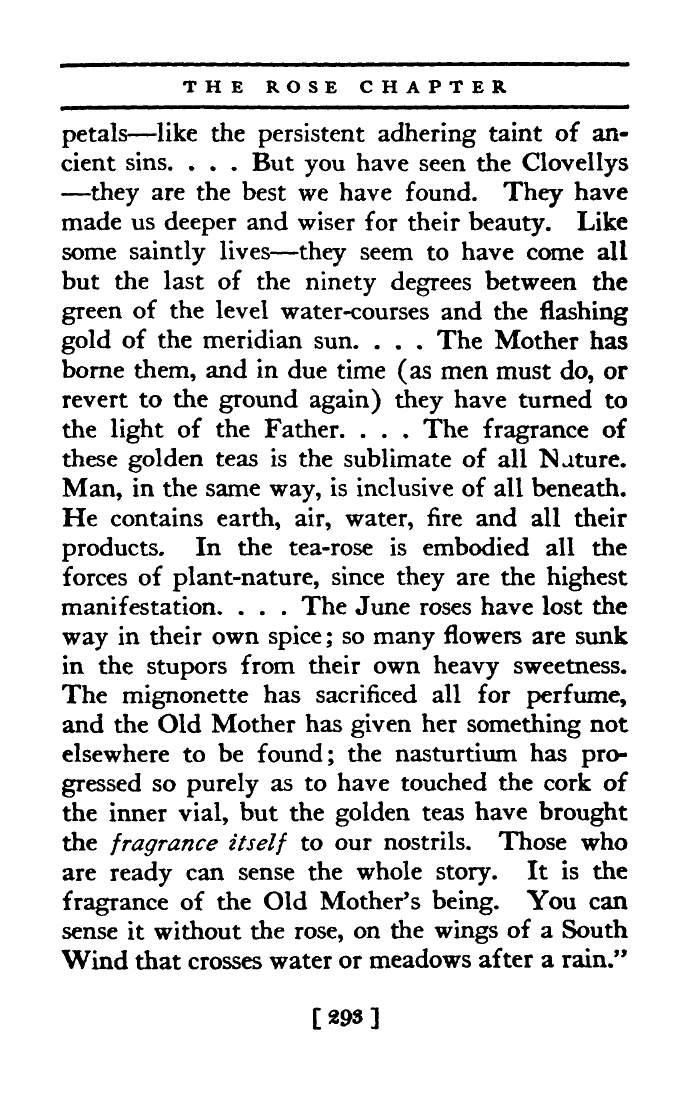 THE ROSE CHAPTER
petals—like the persistent adhering taint of an-
cient sins. . . . But you have seen the Clovellys
—they are the best we have found. They have
made us deeper and wiser for their beauty. Like
some saintly lives—they seem to have come all
but the last of the ninety degrees between the
green of the level water-courses and the flashing
gold of the meridian sun. . . . The Mother has
borne them, and in due time (as men must do, or
revert to the ground again) they have turned to
the light of the Father. . . . The fragrance of
these golden teas is the sublimate of all Nature.
Man, in the same way, is inclusive of all beneath.
He contains earth, air, water, fire and all their
products. In the tea-rose is embodied all the
forces of plant-nature, since they are the highest
manifestation. . . . The June roses have lost the
way in their own spice; so many flowers are sunk
in the stupors from their own heavy sweetness.
The mignonette has sacrificed all for perfume,
and the Old Mother has given her something not
elsewhere to be found; the nasturtium has pro-
gressed so purely as to have touched the cork of
the inner vial, but the golden teas have brought
the fragrance itself to our nostrils. Those who
are ready can sense the whole story. It is the
fragrance of the Old Mother's being. You can
sense it without the rose, on the wings of a South
Wind that crosses water or meadows after a rain."
[ 293 ]